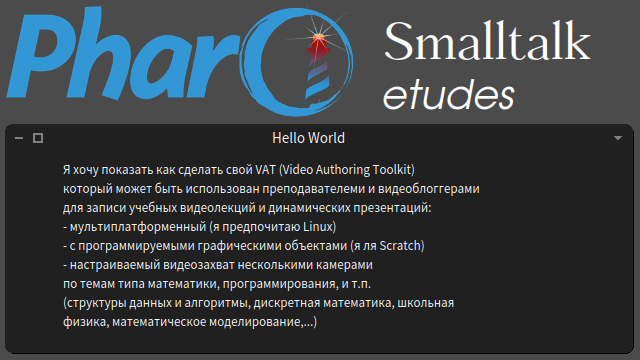 Pharo
Smalltalk
etudes
Hello World
Я хочу показать как сделать свой VAT (Video Authoring Toolkit)
который может быть использован преподавателеми и видеоблоггерами
для записи учебных видеолекций и динамических презентаций:
- мультиплатформенный (я предпочитаю Linux)
- с программируемыми графическими объектами (я ля Scratch)
- настраиваемый видеозахват несколькими камерами
по темам типа математики, программирования, и т.п.
(структуры данных и алгоритмы, дискретная математика, школьная
физика, математическое моделирование,...)